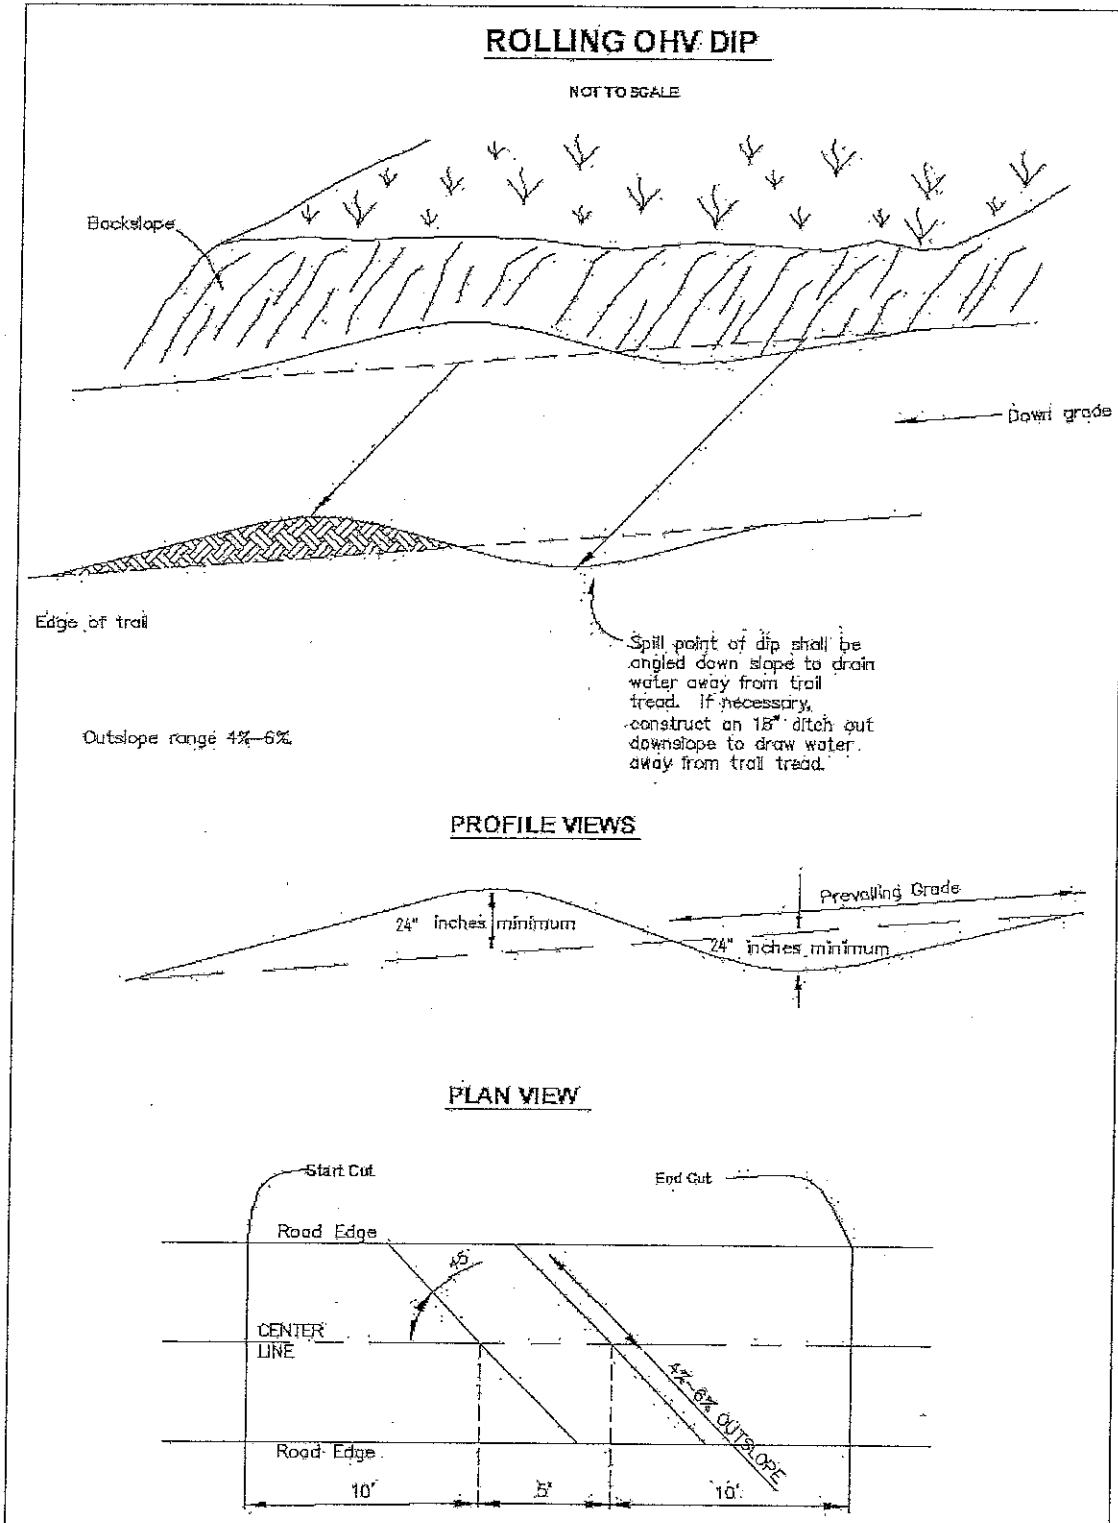 ROLLING OHV DIP
NOT TO SCALE
Backslope
Down grade
Edge of trail
Spill point of dip shall be
angled down slope to drain
water away from trail
tread. If necessary,
construct an 18" ditch out
downslope to draw water
away from trail tread.
Outslope range 4%-6%.
PROFILE VIEWS
Prevailing Grade
24" inches minimum
24" inches minimum
PLAN VIEW
Start Cut
End Cut
Road Edge
45°
CENTER
LINE
4%-6% OUTSLOPE
Road Edge
10'
5'
10'